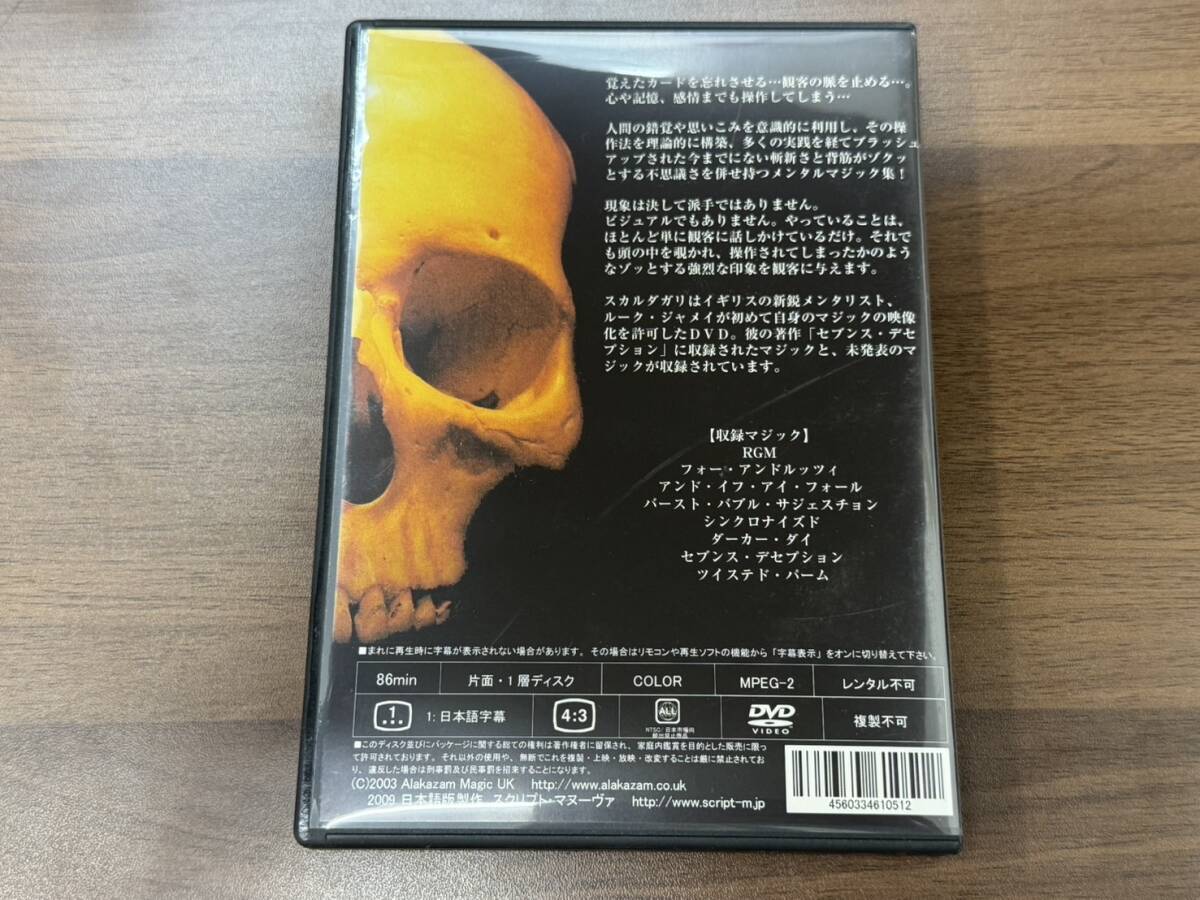 覚えたカードを忘れさせる…観客の脈を止める…。
心や記憶、感情までも操作してしまう…
人間の錯覚や思いこみを意識的に利用し、その操
作法を理論的に構築、多くの実践を経てブラッシュ
アップされた今までにない斬新さと背筋がゾクッ
とする不思議さを併せ持つメンタルマジック集！
現象は決して派手ではありません。
ビジュアルでもありません。やっていることは、
ほとんど単に観客に話しかけているだけ。それで
も頭の中を覗かれ、操作されてしまったかのよう
なゾッとする強烈な印象を観客に与えます。
スカルダガリはイギリスの新鋭メンタリスト、
ルーク・ジャメイが初めて自身のマジックの映像
化を許可したDVD。彼の著作「セブンス・デセ
プション」に収録されたマジックと、未発表のマ
ジックが収録されています。
【収録マジック】
RGM
フォー・アンドルッツィ
アンド・イフ・アイ・フォール
バースト・バブル・サジェスチョン
シンクロナイズド
ダーカー・ダイ
セブンス・デセプション
ツイステド・パーム
■まれに再生時に字幕が表示されない場合があります。その場合はリモコンや再生ソフトの機能から「字幕表示」をオンに切り替えて下さい。
86min 片面・1層ディスク COLOR MPEG-2 レンタル不可
1: 日本語字幕 4:3 ALL DVD VIDEO 複製不可
NTSC/日本市場向
輸出禁止商品
■このディスク並びにパッケージに関する総ての権利は著作権者に留保され、家庭内鑑賞を目的とした販売に限っ
て許可されております。それ以外の使用や、無断でこれを複製・上映・放映・改変することは厳に禁止されてお
り、違反した場合は刑事罰及び民事罰を招来することになります。
(C)2003 Alakazam Magic UK http://www.alakazam.co.uk
2009 日本語版製作 スクリプト・マヌーヴァ http://www.script-m.jp
4560334610512